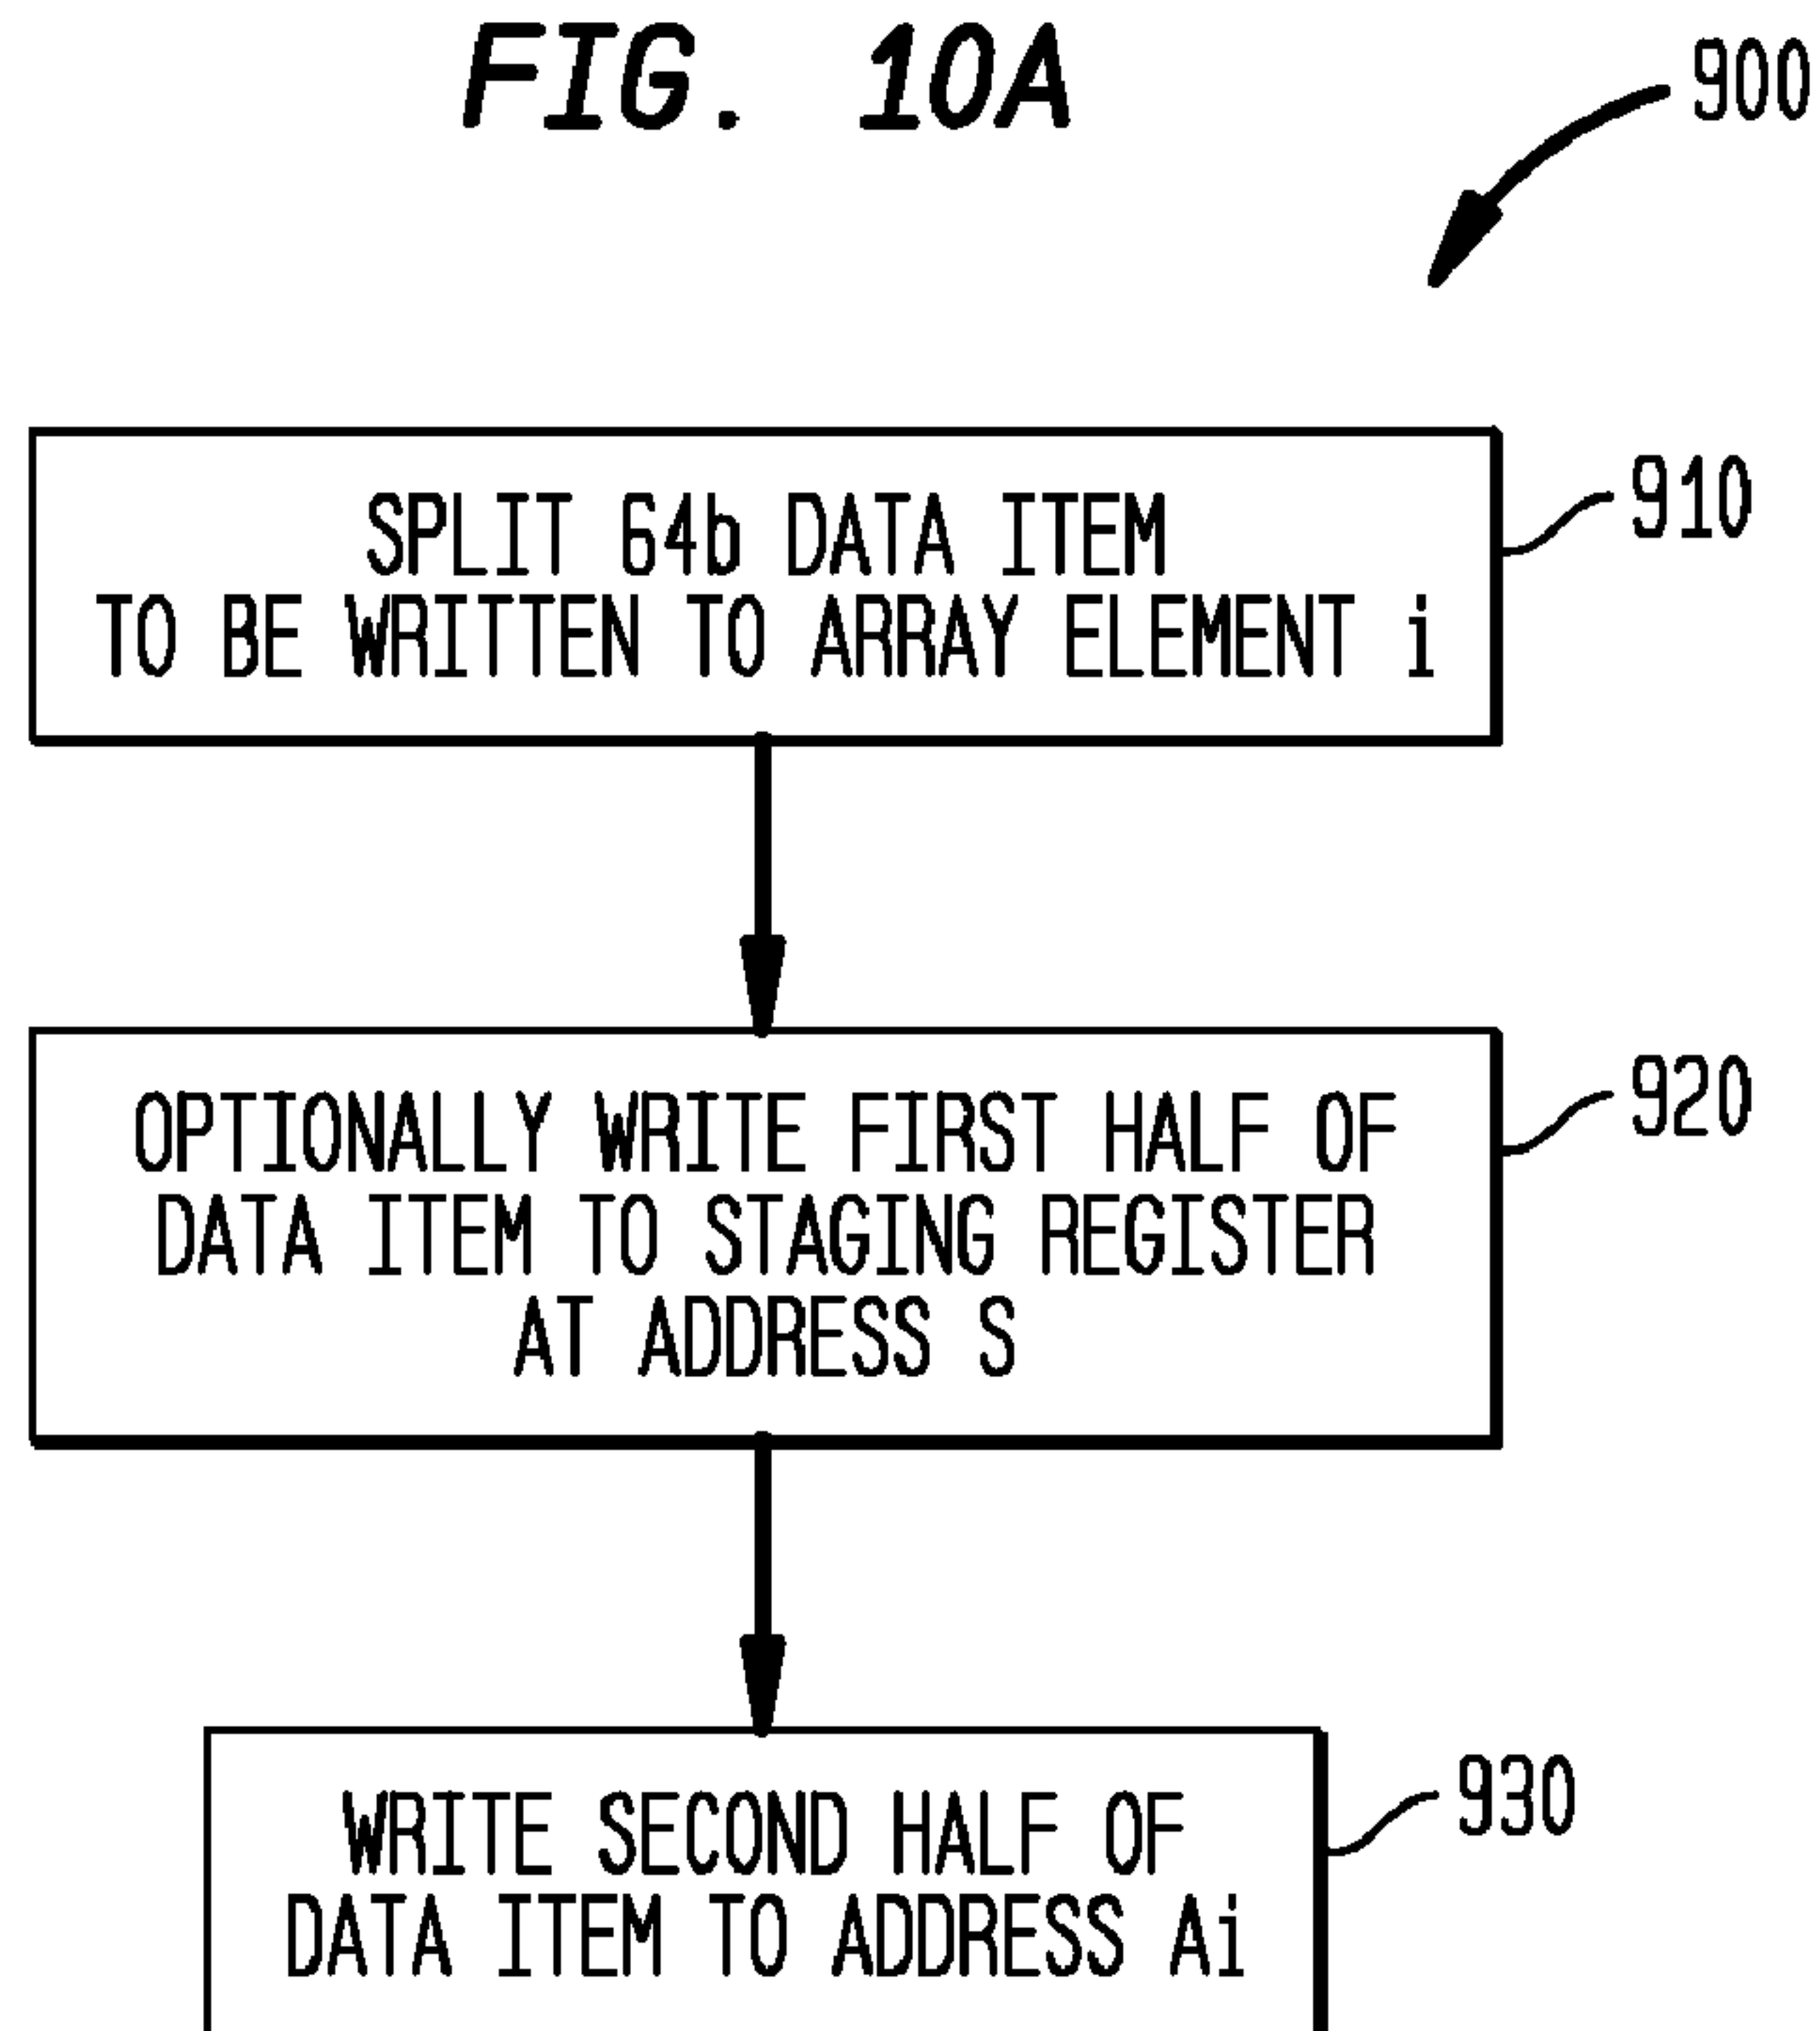 FIG. 10A
900
SPLIT 64b DATA ITEM
TO BE WRITTEN TO ARRAY ELEMENT i
910
OPTIONALLY WRITE FIRST HALF OF
DATA ITEM TO STAGING REGISTER
AT ADDRESS S
920
WRITE SECOND HALF OF
DATA ITEM TO ADDRESS Ai
930